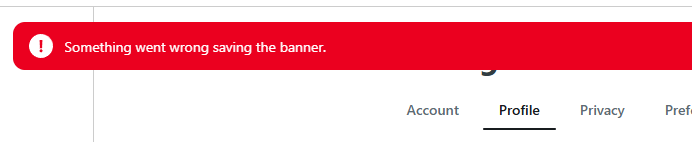 Something went wrong saving the banner.
Account Profile Privacy